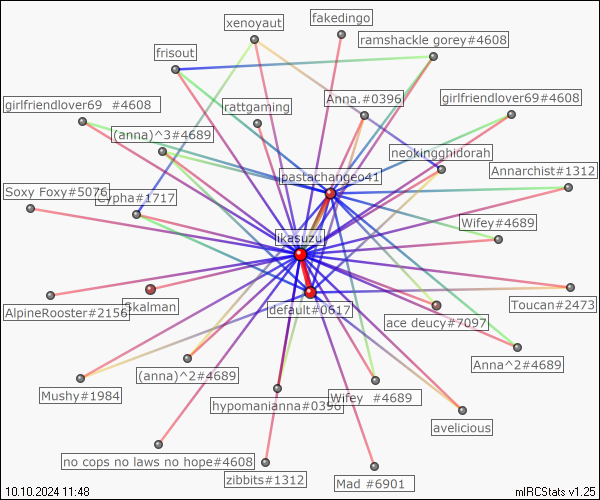 fakedingo
xenoyaut
ramshackle gorey#4608
frisout
girlfriendlover69  #4608
rattgaming
Anna.#0396
girlfriendlover69#4608
(anna)^3#4689
neokingghidorah
pastachangeo41
Annarchist#1312
Soxy Foxy#5076
Cypha#1717
Wifey#4689
ikasuzu
Toucan#2473
AlpineRooster#2156
Skalman
default#0617
ace deucy#7097
Anna^2#4689
(anna)^2#4689
Mushy#1984
hypomanianna#0396
Wifey  #4689
avelicious
no cops no laws no hope#4608
zibbits#1312
Mad #6901
10.10.2024 11:48
mIRCStats v1.25